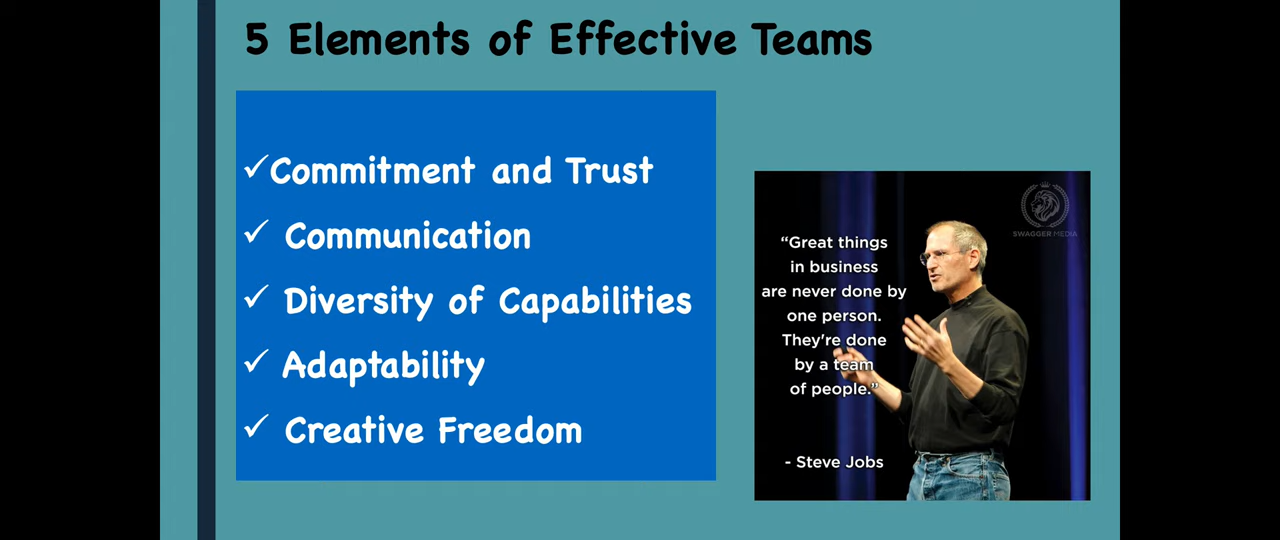 5 Elements of Effective Teams
✓Commitment and Trust
✓ Communication
✓ Diversity of Capabilities
✓ Adaptability
✓ Creative Freedom
SWAGGER MEDIA
“Great things
in business
are never done by
one person.
They're done
by a team
of people.”
- Steve Jobs